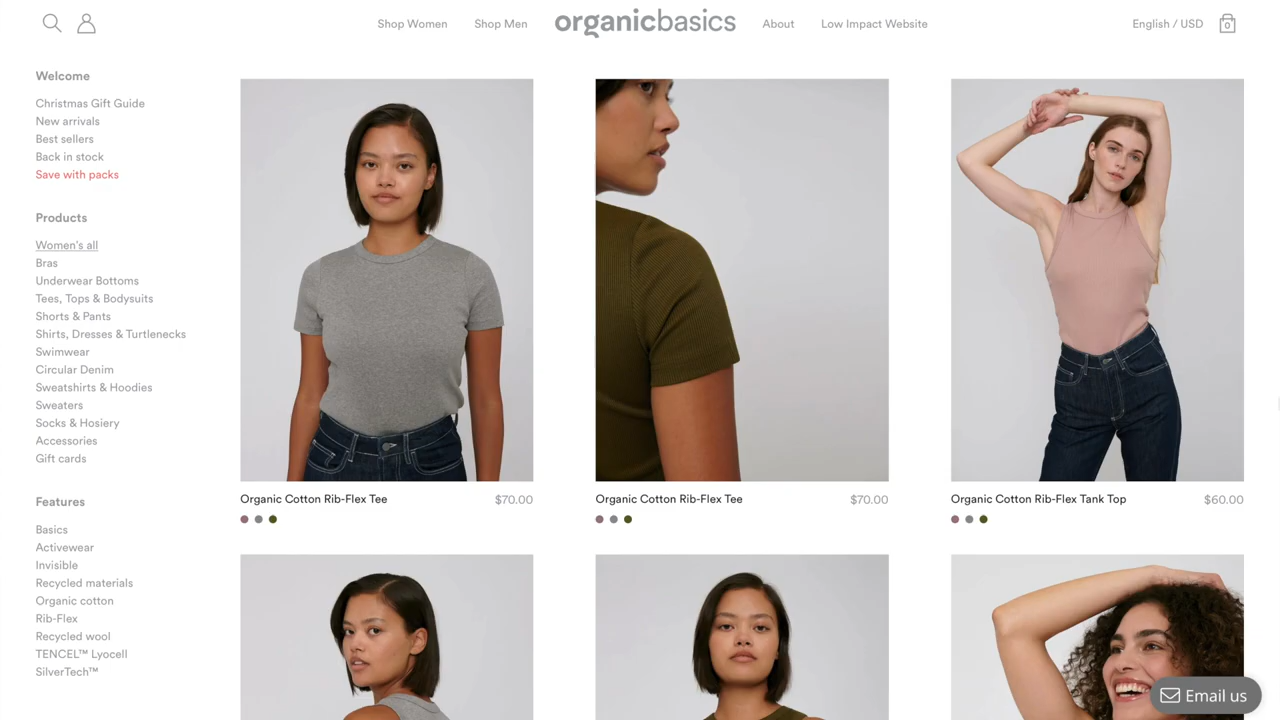 Shop Women
Shop Men
organicbasics
About
Low Impact Website
English / USD
0
Welcome
Christmas Gift Guide
New arrivals
Best sellers
Back in stock
Save with packs
Products
Women's all
Bras
Underwear Bottoms
Tees, Tops & Bodysuits
Shorts & Pants
Shirts, Dresses & Turtlenecks
Swimwear
Circular Denim
Sweatshirts & Hoodies
Sweaters
Socks & Hosiery
Accessories
Gift cards
Features
Basics
Activewear
Invisible
Recycled materials
Organic cotton
Rib-Flex
Recycled wool
TENCEL™ Lyocell
SilverTech™
Organic Cotton Rib-Flex Tee $70.00
Organic Cotton Rib-Flex Tee $70.00
Organic Cotton Rib-Flex Tank Top $60.00
Email us